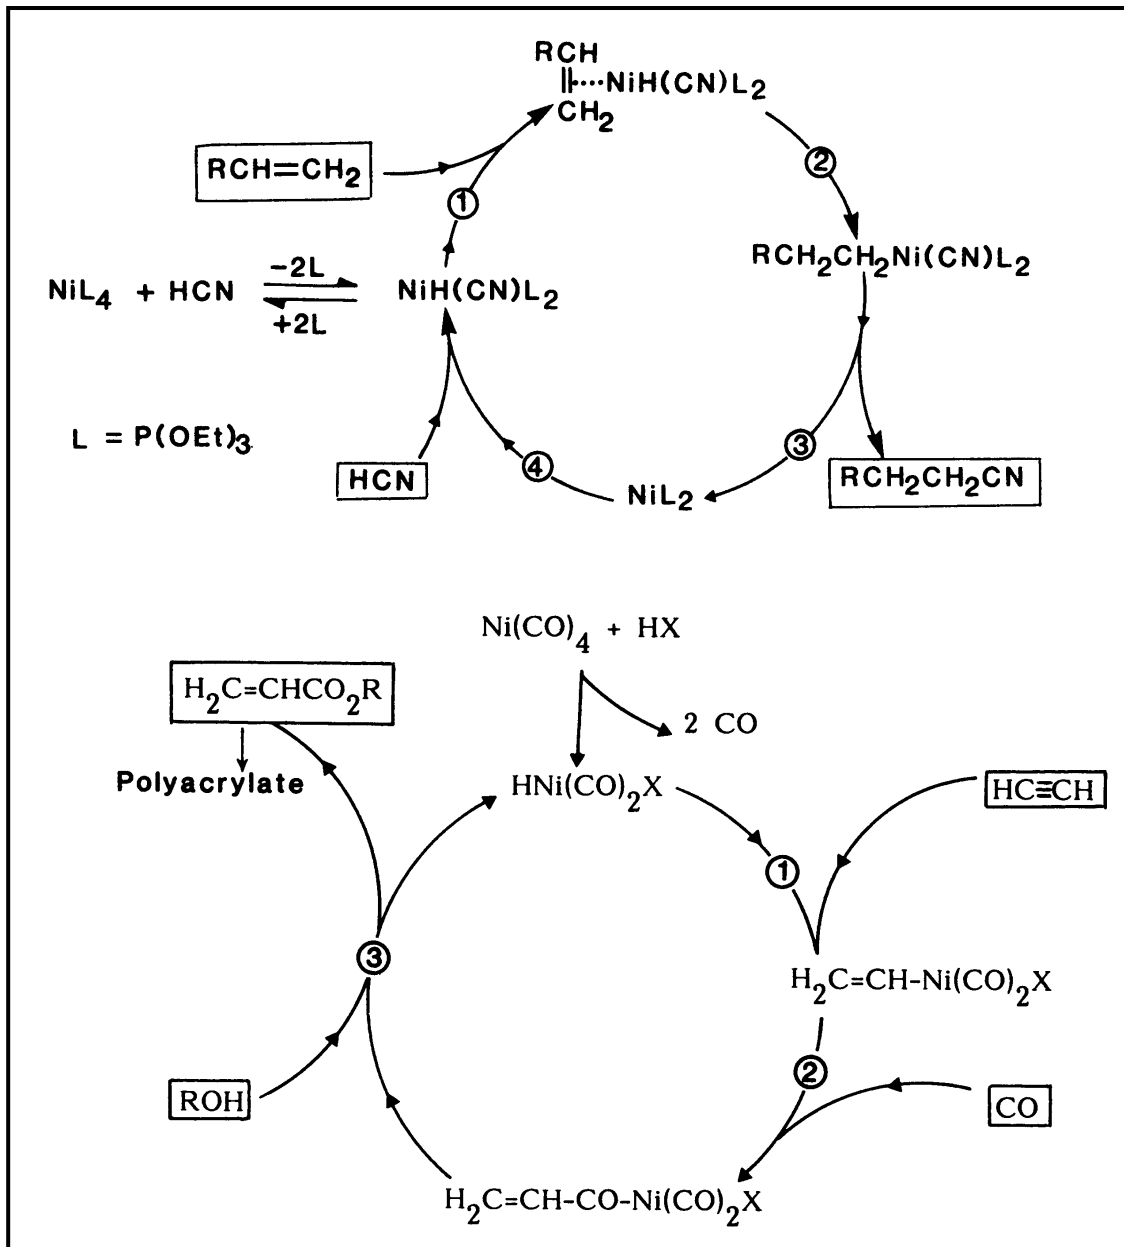 RCH
||····NiH(CN)L₂
CH₂
RCH=CH₂
①
②
RCH₂CH₂Ni(CN)L₂
NiL₄ + HCN
-2L
+2L
NiH(CN)L₂
L = P(OEt)₃
HCN
④
NiL₂
③
RCH₂CH₂CN
Ni(CO)₄ + HX
2 CO
H₂C=CHCO₂R
Polyacrylate
HNi(CO)₂X
HC≡CH
①
H₂C=CH-Ni(CO)₂X
②
CO
③
ROH
H₂C=CH-CO-Ni(CO)₂X